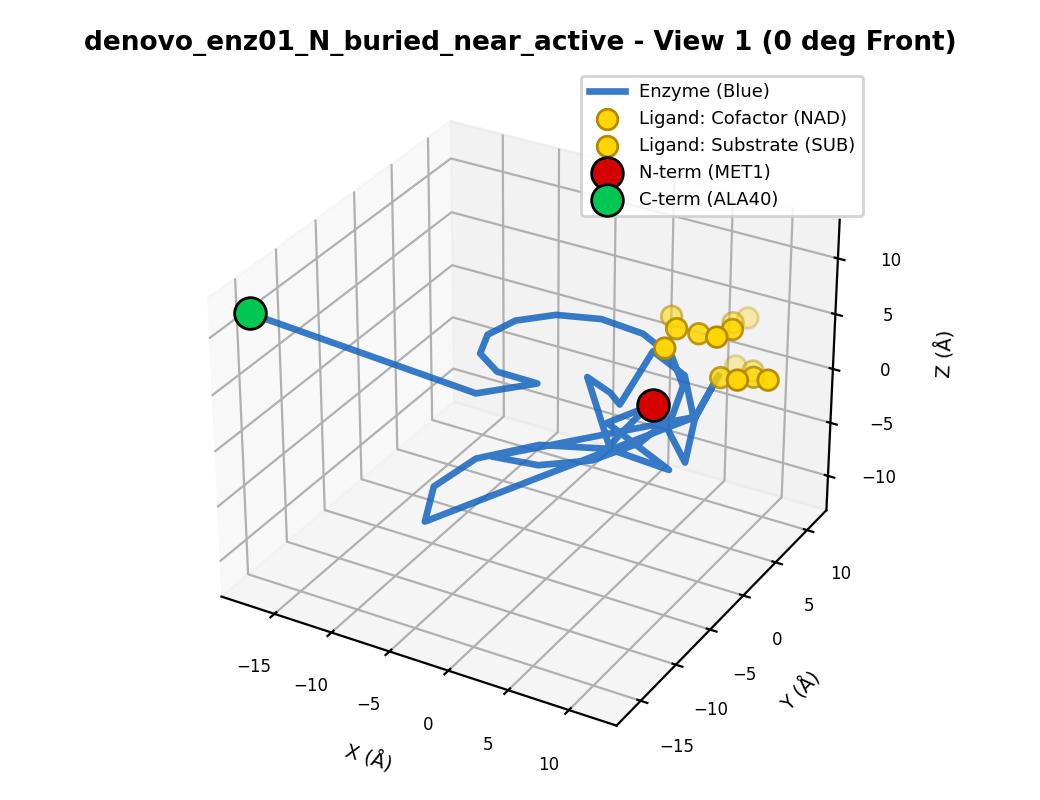 denovo_enz01_N_buried_near_active - View 1 (0 deg Front)
Enzyme (Blue)
Ligand: Cofactor (NAD)
Ligand: Substrate (SUB)
N-term (MET1)
C-term (ALA40)
10
5
0
−5
−10
Z (Å)
10
5
0
−5
−10
−15
Y (Å)
−15
−10
−5
0
5
10
X (Å)